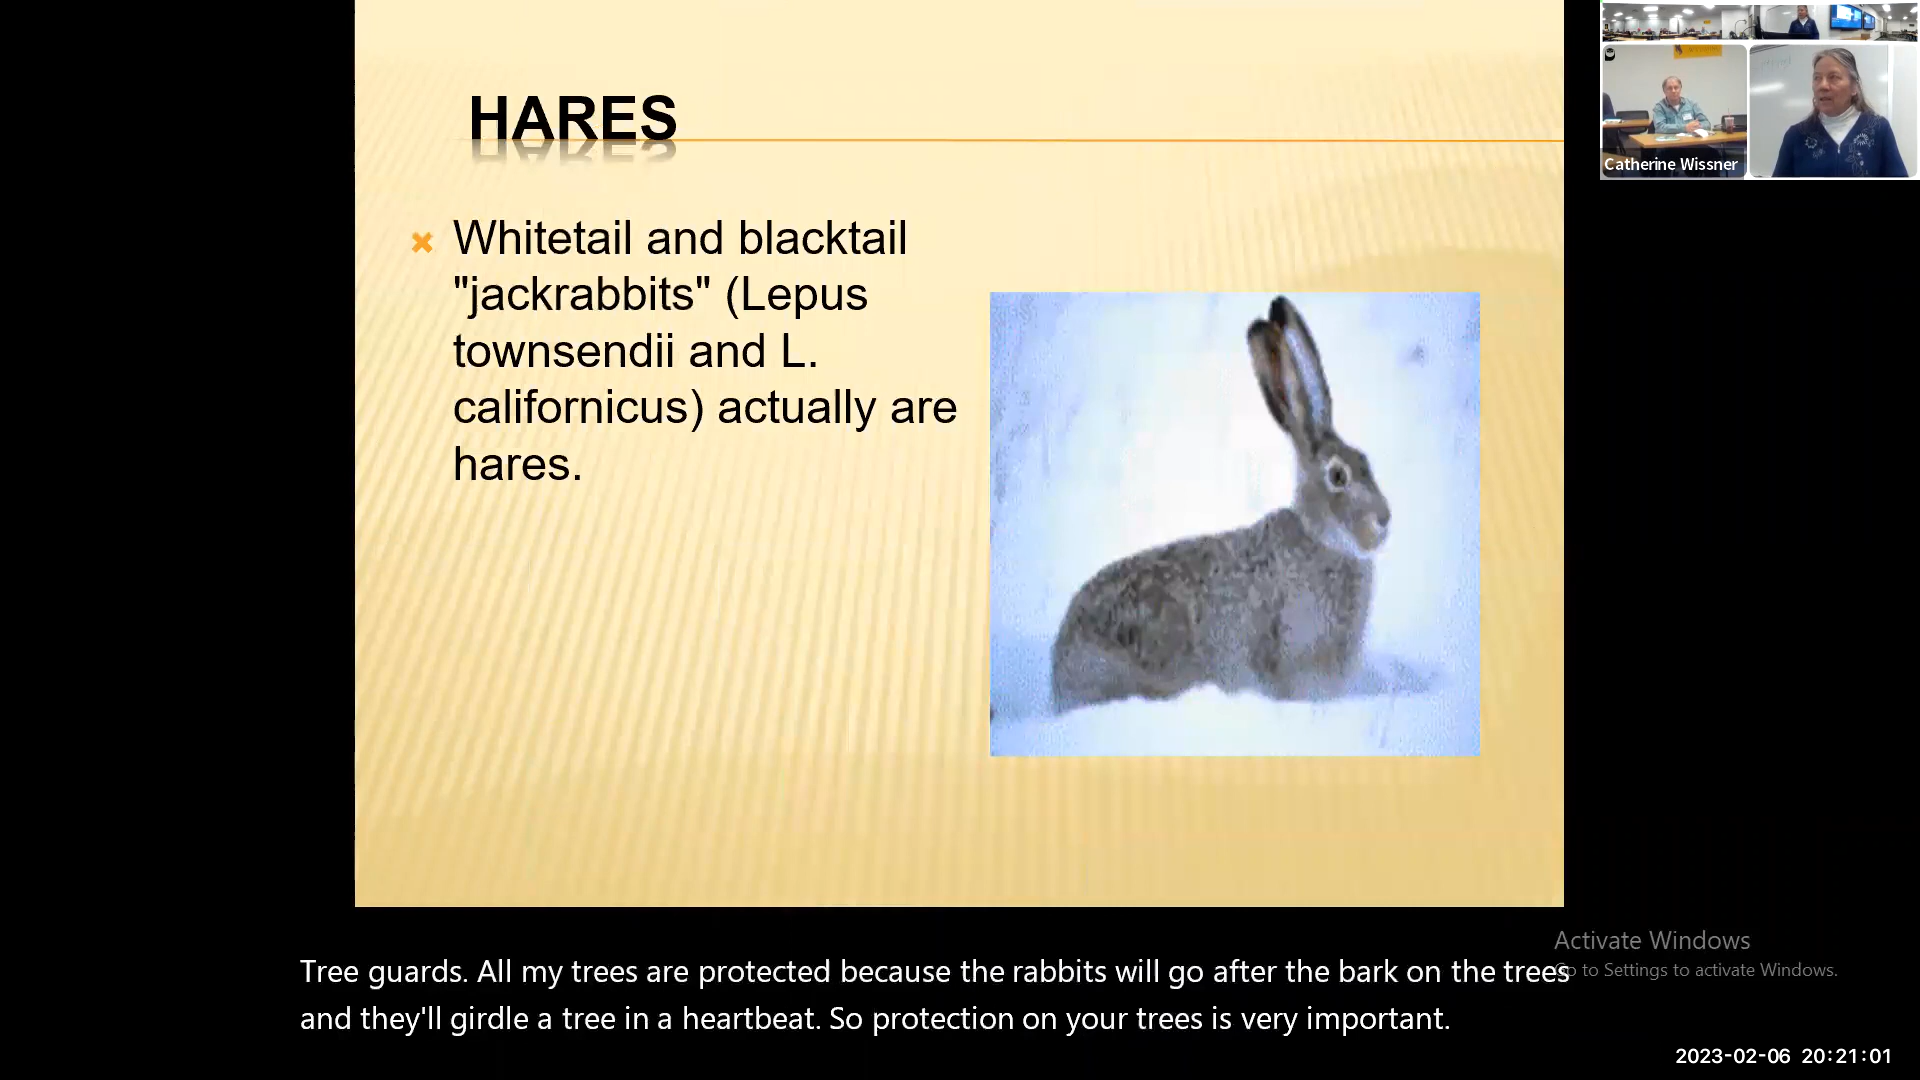 HARES
Whitetail and blacktail
"jackrabbits" (Lepus
townsendii and L.
californicus) actually are
hares.
Catherine Wissner
Activate Windows
Go to Settings to activate Windows.
Tree guards. All my trees are protected because the rabbits will go after the bark on the trees
and they'll girdle a tree in a heartbeat. So protection on your trees is very important.
2023-02-06 20:21:01